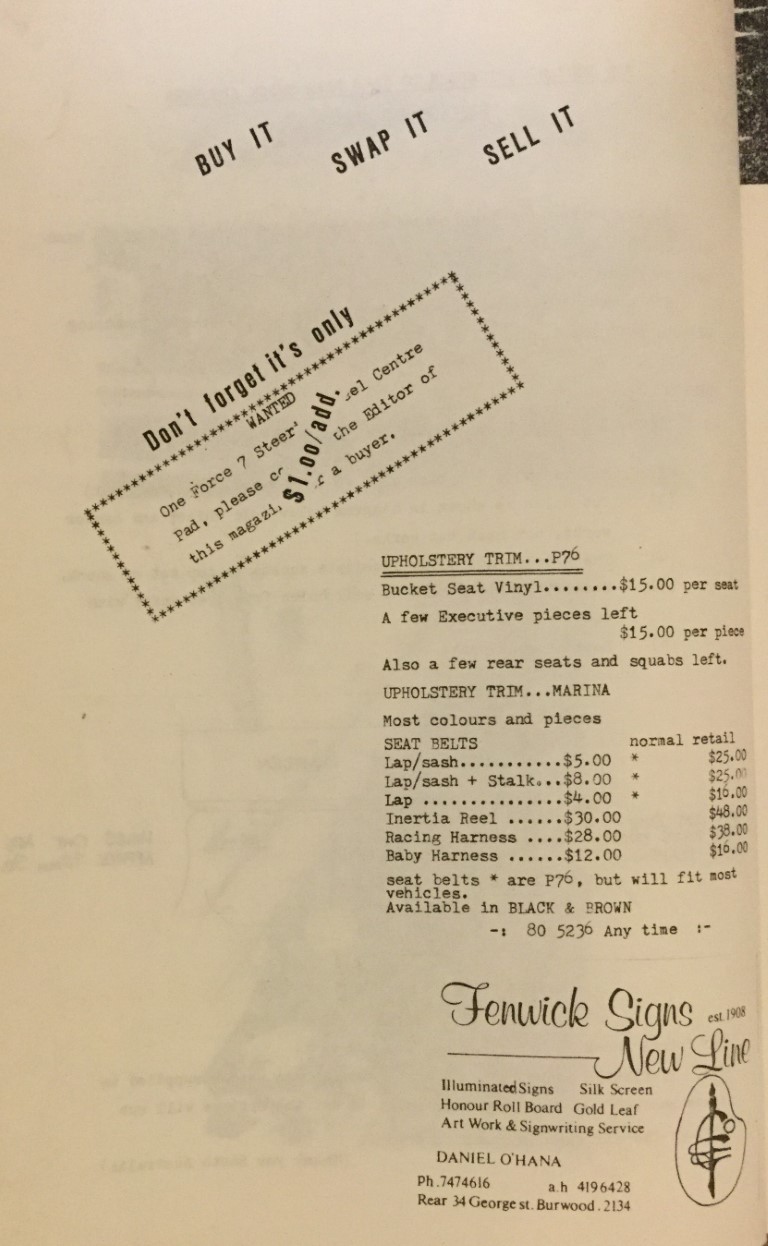 BUY IT SWAP IT SELL IT
Don't forget it's only
$1.00/add.
WANTED
One Force 7 Steer' Centre
Pad, please the Editor of
this a buyer.
UPHOLSTERY TRIM...P76
Bucket Seat Vinyl........$15.00 per seat
A few Executive pieces left
$15.00 per piece
Also a few rear seats and squabs left.
UPHOLSTERY TRIM...MARINA
Most colours and pieces
SEAT BELTS normal retail
Lap/sash...........$5.00 * $25.00
Lap/sash + Stalk...$8.00 * $25.00
Lap ...............$4.00 * $16.00
Inertia Reel ......$30.00 $48.00
Racing Harness ....$28.00 $38.00
Baby Harness ......$12.00 $16.00
seat belts * are P76, but will fit most
vehicles.
Available in BLACK & BROWN
-: 80 5236 Any time :-
Fenwick Signs est. 1908
New Line
Illuminated Signs Silk Screen
Honour Roll Board Gold Leaf
Art Work & Signwriting Service
DANIEL O'HANA
Ph.7474616 a.h 4196428
Rear 34 George st. Burwood. 2134